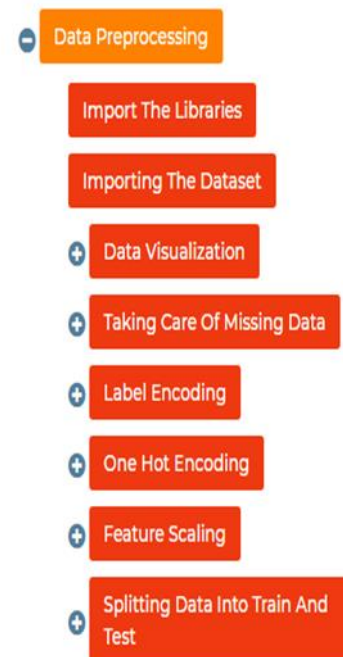 Data Preprocessing
Import The Libraries
Importing The Dataset
Data Visualization
Taking Care Of Missing Data
Label Encoding
One Hot Encoding
Feature Scaling
Splitting Data Into Train And
Test